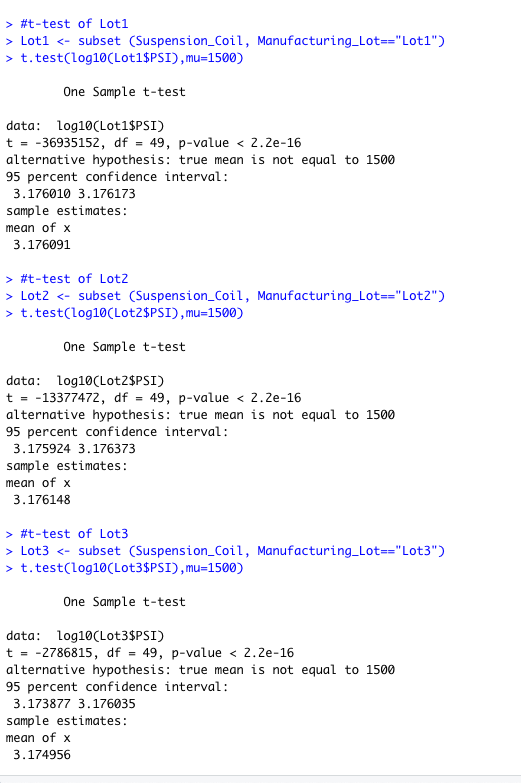 > #t-test of Lot1
> Lot1 <- subset (Suspension_Coil, Manufacturing_Lot=="Lot1")
> t.test(log10(Lot1$PSI),mu=1500)
One Sample t-test
data:  log10(Lot1$PSI)
t = -36935152, df = 49, p-value < 2.2e-16
alternative hypothesis: true mean is not equal to 1500
95 percent confidence interval:
3.176010 3.176173
sample estimates:
mean of x
3.176091
> #t-test of Lot2
> Lot2 <- subset (Suspension_Coil, Manufacturing_Lot=="Lot2")
> t.test(log10(Lot2$PSI),mu=1500)
One Sample t-test
data:  log10(Lot2$PSI)
t = -13377472, df = 49, p-value < 2.2e-16
alternative hypothesis: true mean is not equal to 1500
95 percent confidence interval:
3.175924 3.176373
sample estimates:
mean of x
3.176148
> #t-test of Lot3
> Lot3 <- subset (Suspension_Coil, Manufacturing_Lot=="Lot3")
> t.test(log10(Lot3$PSI),mu=1500)
One Sample t-test
data:  log10(Lot3$PSI)
t = -2786815, df = 49, p-value < 2.2e-16
alternative hypothesis: true mean is not equal to 1500
95 percent confidence interval:
3.173877 3.176035
sample estimates:
mean of x
3.174956